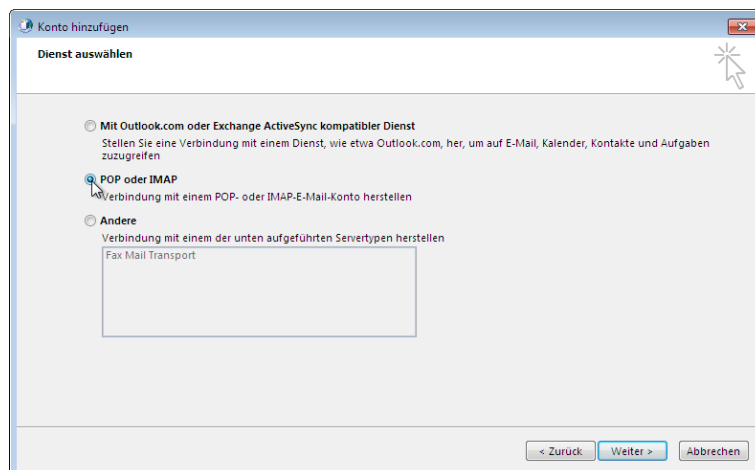 Konto hinzufügen
Dienst auswählen
Mit Outlook.com oder Exchange ActiveSync kompatibler Dienst
Stellen Sie eine Verbindung mit einem Dienst, wie etwa Outlook.com, her, um auf E-Mail, Kalender, Kontakte und Aufgaben
zuzugreifen
POP oder IMAP
Verbindung mit einem POP- oder IMAP-E-Mail-Konto herstellen
Andere
Verbindung mit einem der unten aufgeführten Servertypen herstellen
Fax Mail Transport
< Zurück Weiter > Abbrechen